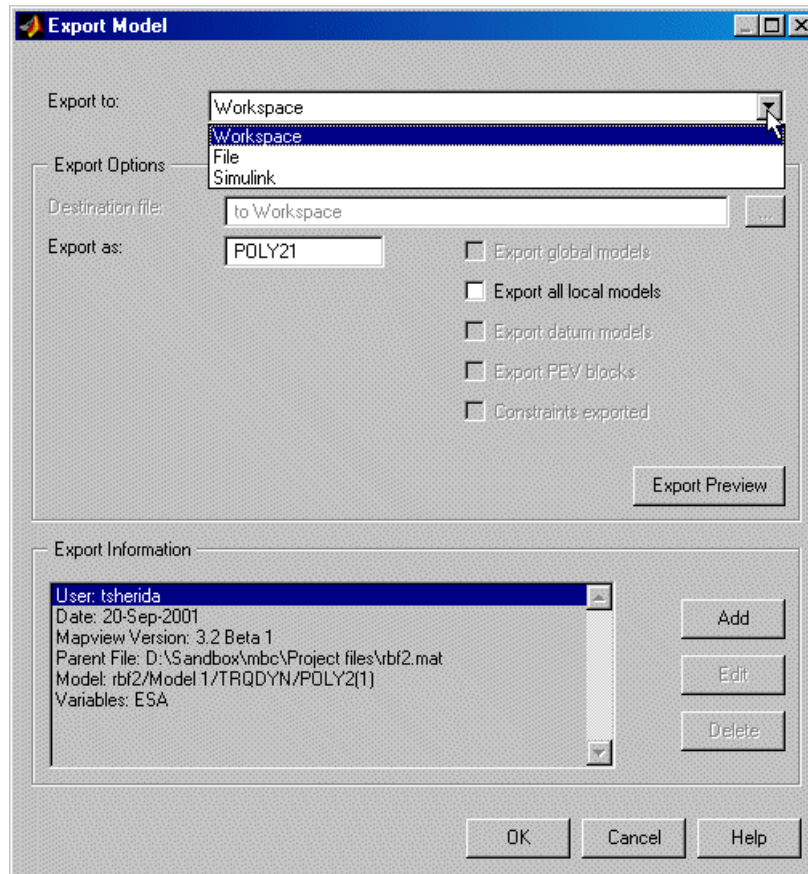 Export Model
Export to:
Workspace
Workspace
File
Simulink
Export Options
Destination file:
to Workspace
...
Export as:
POLY21
Export global models
Export all local models
Export datum models
Export PEV blocks
Constraints exported
Export Preview
Export Information
User: tsherida
Date: 20-Sep-2001
Mapview Version: 3.2 Beta 1
Parent File: D:\Sandbox\mbc\Project files\rbf2.mat
Model: rbf2/Model 1/TRQDYN/POLY2(1)
Variables: ESA
Add
Edit
Delete
OK
Cancel
Help